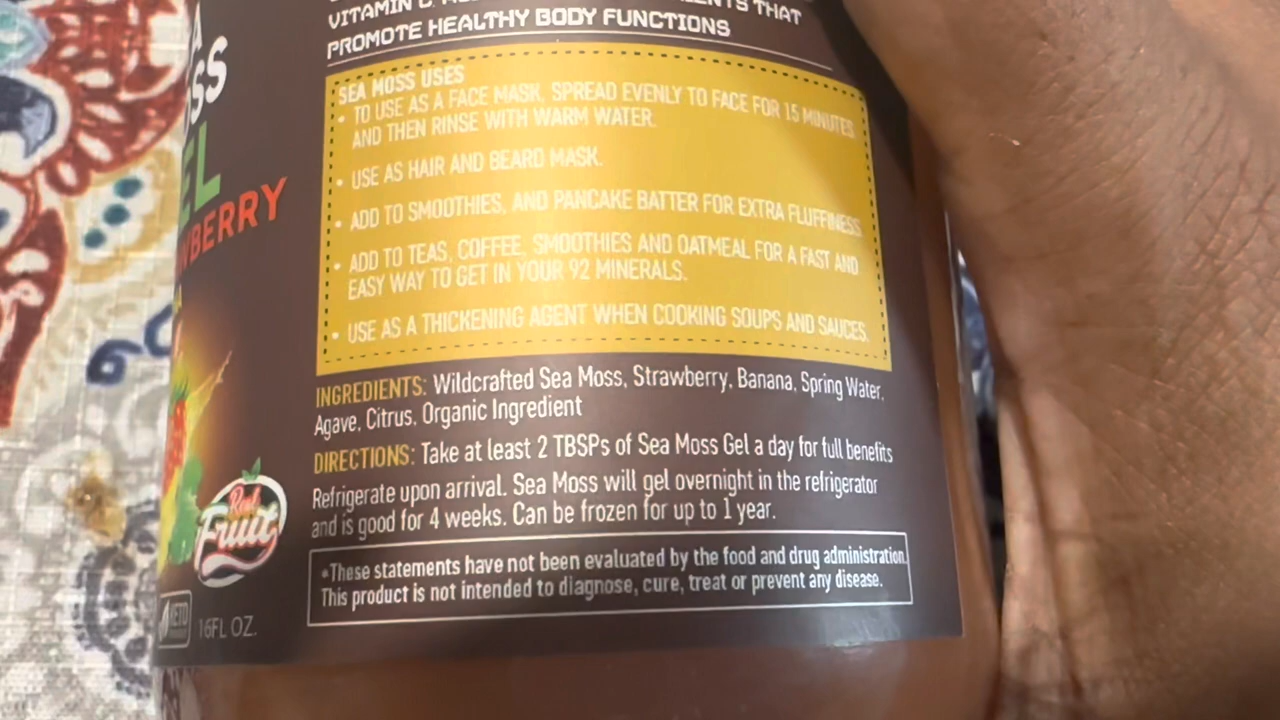 VITAMIN
NTS THAT
PROMOTE HEALTHY BODY FUNCTIONS
SEA MOSS USES
• TO USE AS A FACE MASK, SPREAD EVENLY TO FACE FOR 15 MINUTES
AND THEN RINSE WITH WARM WATER.
• USE AS HAIR AND BEARD MASK.
• ADD TO SMOOTHIES, AND PANCAKE BATTER FOR EXTRA FLUFFINESS
• ADD TO TEAS, COFFEE, SMOOTHIES AND OATMEAL FOR A FAST AND
EASY WAY TO GET IN YOUR 92 MINERALS.
• USE AS A THICKENING AGENT WHEN COOKING SOUPS AND SAUCES.
INGREDIENTS: Wildcrafted Sea Moss, Strawberry, Banana, Spring Water,
Agave, Citrus, Organic Ingredient
DIRECTIONS: Take at least 2 TBSPs of Sea Moss Gel a day for full benefits
Refrigerate upon arrival. Sea Moss will gel overnight in the refrigerator
and is good for 4 weeks. Can be frozen for up to 1 year.
*These statements have not been evaluated by the food and drug administration.
This product is not intended to diagnose, cure, treat or prevent any disease.
A
SS
EL
WBERRY
Real
Fruit
KETO
16FL OZ.